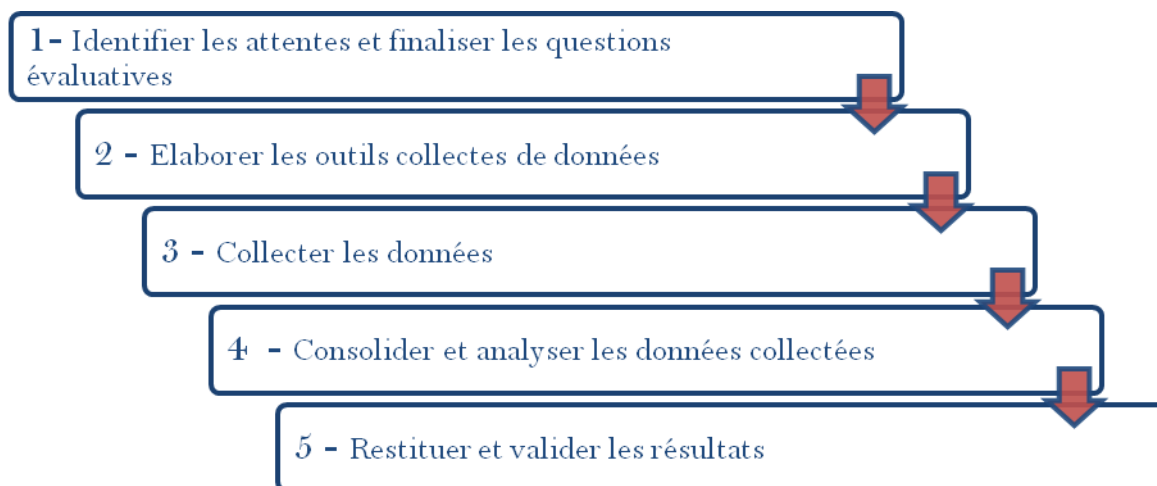 1- Identifier les attentes et finaliser les questions
évaluatives
2 - Elaborer les outils collectes de données
3 - Collecter les données
4 - Consolider et analyser les données collectées
5 - Restituer et valider les résultats